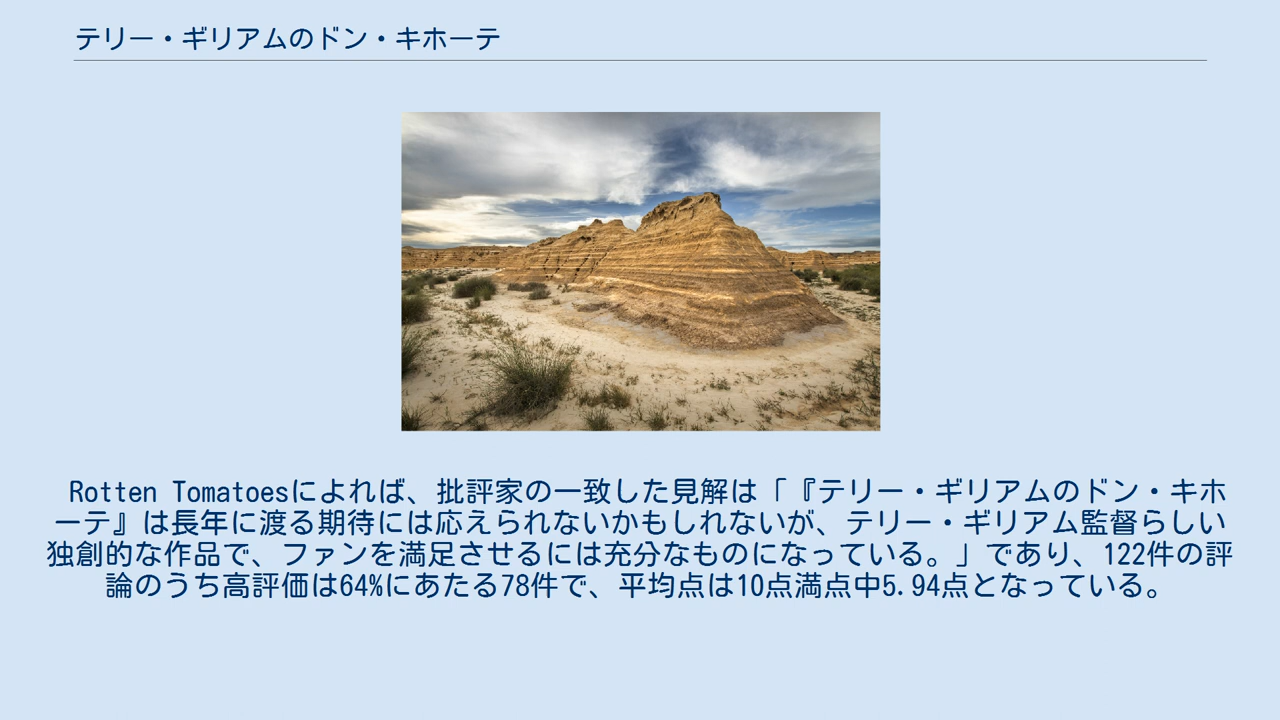 テリー・ギリアムのドン・キホーテ
Rotten Tomatoesによれば、批評家の一致した見解は「『テリー・ギリアムのドン・キホ
ーテ』は長年に渡る期待には応えられないかもしれないが、テリー・ギリアム監督らしい
独創的な作品で、ファンを満足させるには充分なものになっている。」であり、122件の評
論のうち高評価は64%にあたる78件で、平均点は10点満点中5.94点となっている。